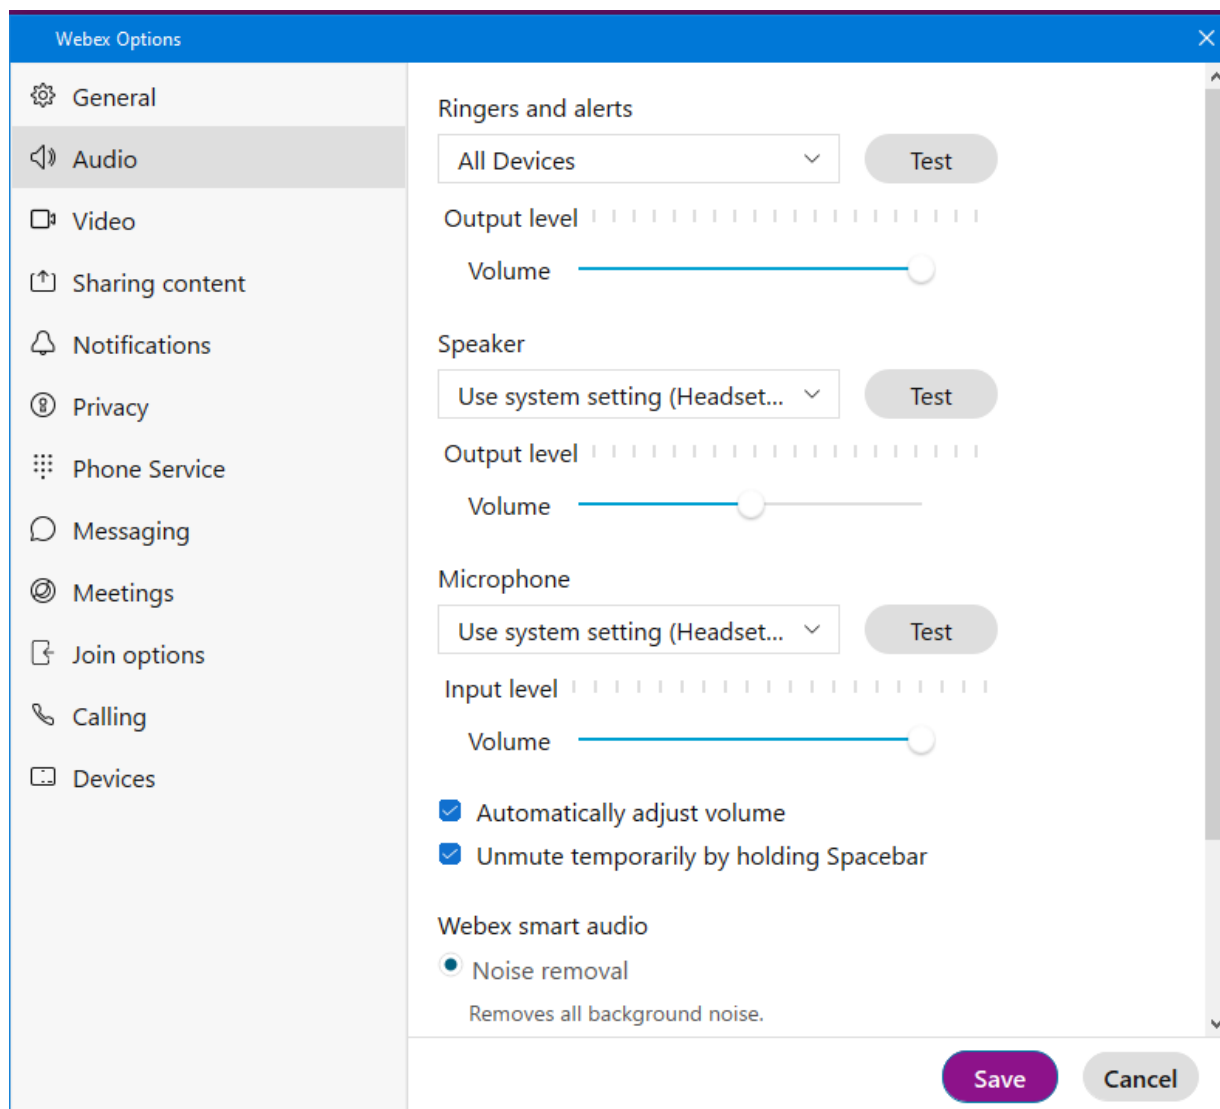 Webex Options
General
Audio
Video
Sharing content
Notifications
Privacy
Phone Service
Messaging
Meetings
Join options
Calling
Devices
Ringers and alerts
All Devices
Test
Output level
Volume
Speaker
Use system setting (Headset...
Test
Output level
Volume
Microphone
Use system setting (Headset...
Test
Input level
Volume
Automatically adjust volume
Unmute temporarily by holding Spacebar
Webex smart audio
Noise removal
Removes all background noise.
Save
Cancel